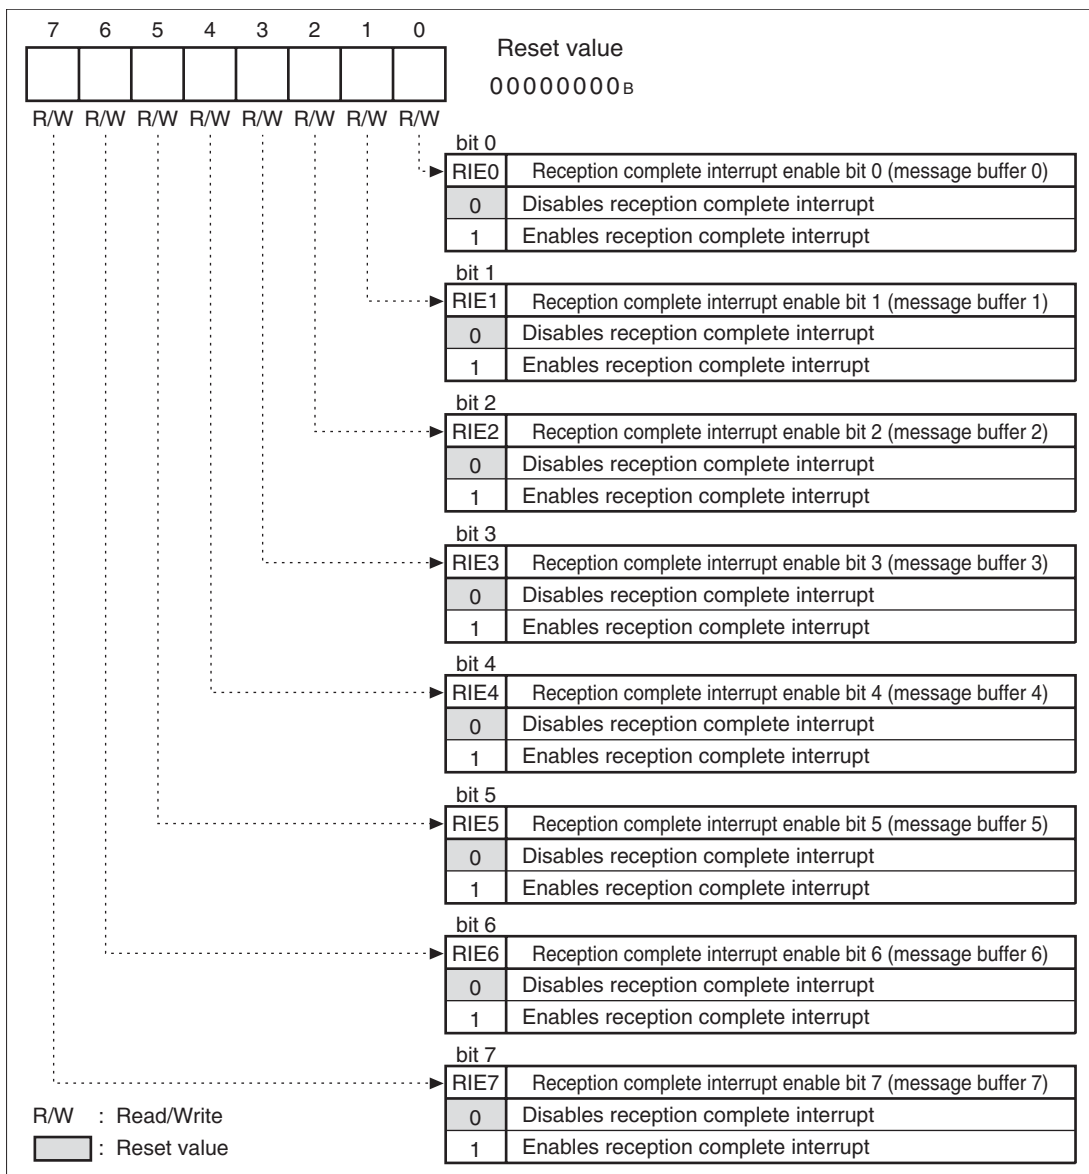 7 6 5 4 3 2 1 0
Reset value
00000000B
R/W R/W R/W R/W R/W R/W R/W R/W
bit 0
RIE0 Reception complete interrupt enable bit 0 (message buffer 0)
0 Disables reception complete interrupt
1 Enables reception complete interrupt
bit 1
RIE1 Reception complete interrupt enable bit 1 (message buffer 1)
0 Disables reception complete interrupt
1 Enables reception complete interrupt
bit 2
RIE2 Reception complete interrupt enable bit 2 (message buffer 2)
0 Disables reception complete interrupt
1 Enables reception complete interrupt
bit 3
RIE3 Reception complete interrupt enable bit 3 (message buffer 3)
0 Disables reception complete interrupt
1 Enables reception complete interrupt
bit 4
RIE4 Reception complete interrupt enable bit 4 (message buffer 4)
0 Disables reception complete interrupt
1 Enables reception complete interrupt
bit 5
RIE5 Reception complete interrupt enable bit 5 (message buffer 5)
0 Disables reception complete interrupt
1 Enables reception complete interrupt
bit 6
RIE6 Reception complete interrupt enable bit 6 (message buffer 6)
0 Disables reception complete interrupt
1 Enables reception complete interrupt
bit 7
RIE7 Reception complete interrupt enable bit 7 (message buffer 7)
0 Disables reception complete interrupt
1 Enables reception complete interrupt
R/W : Read/Write
: Reset value